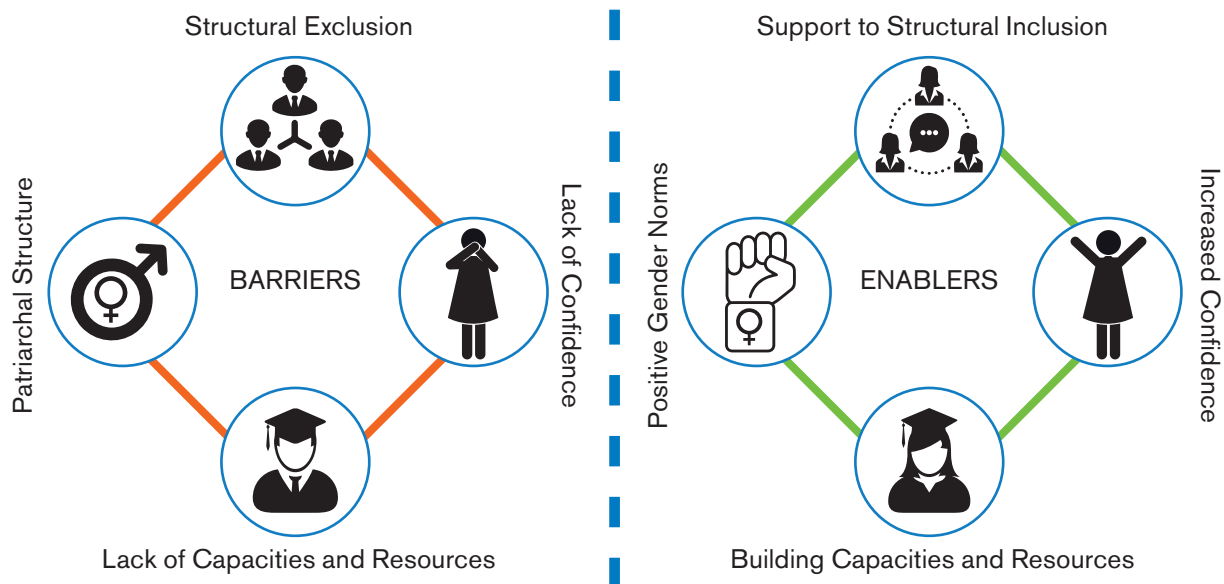 Structural Exclusion
Patriarchal Structure
BARRIERS
Lack of Confidence
Lack of Capacities and Resources
Support to Structural Inclusion
Positive Gender Norms
ENABLERS
Increased Confidence
Building Capacities and Resources